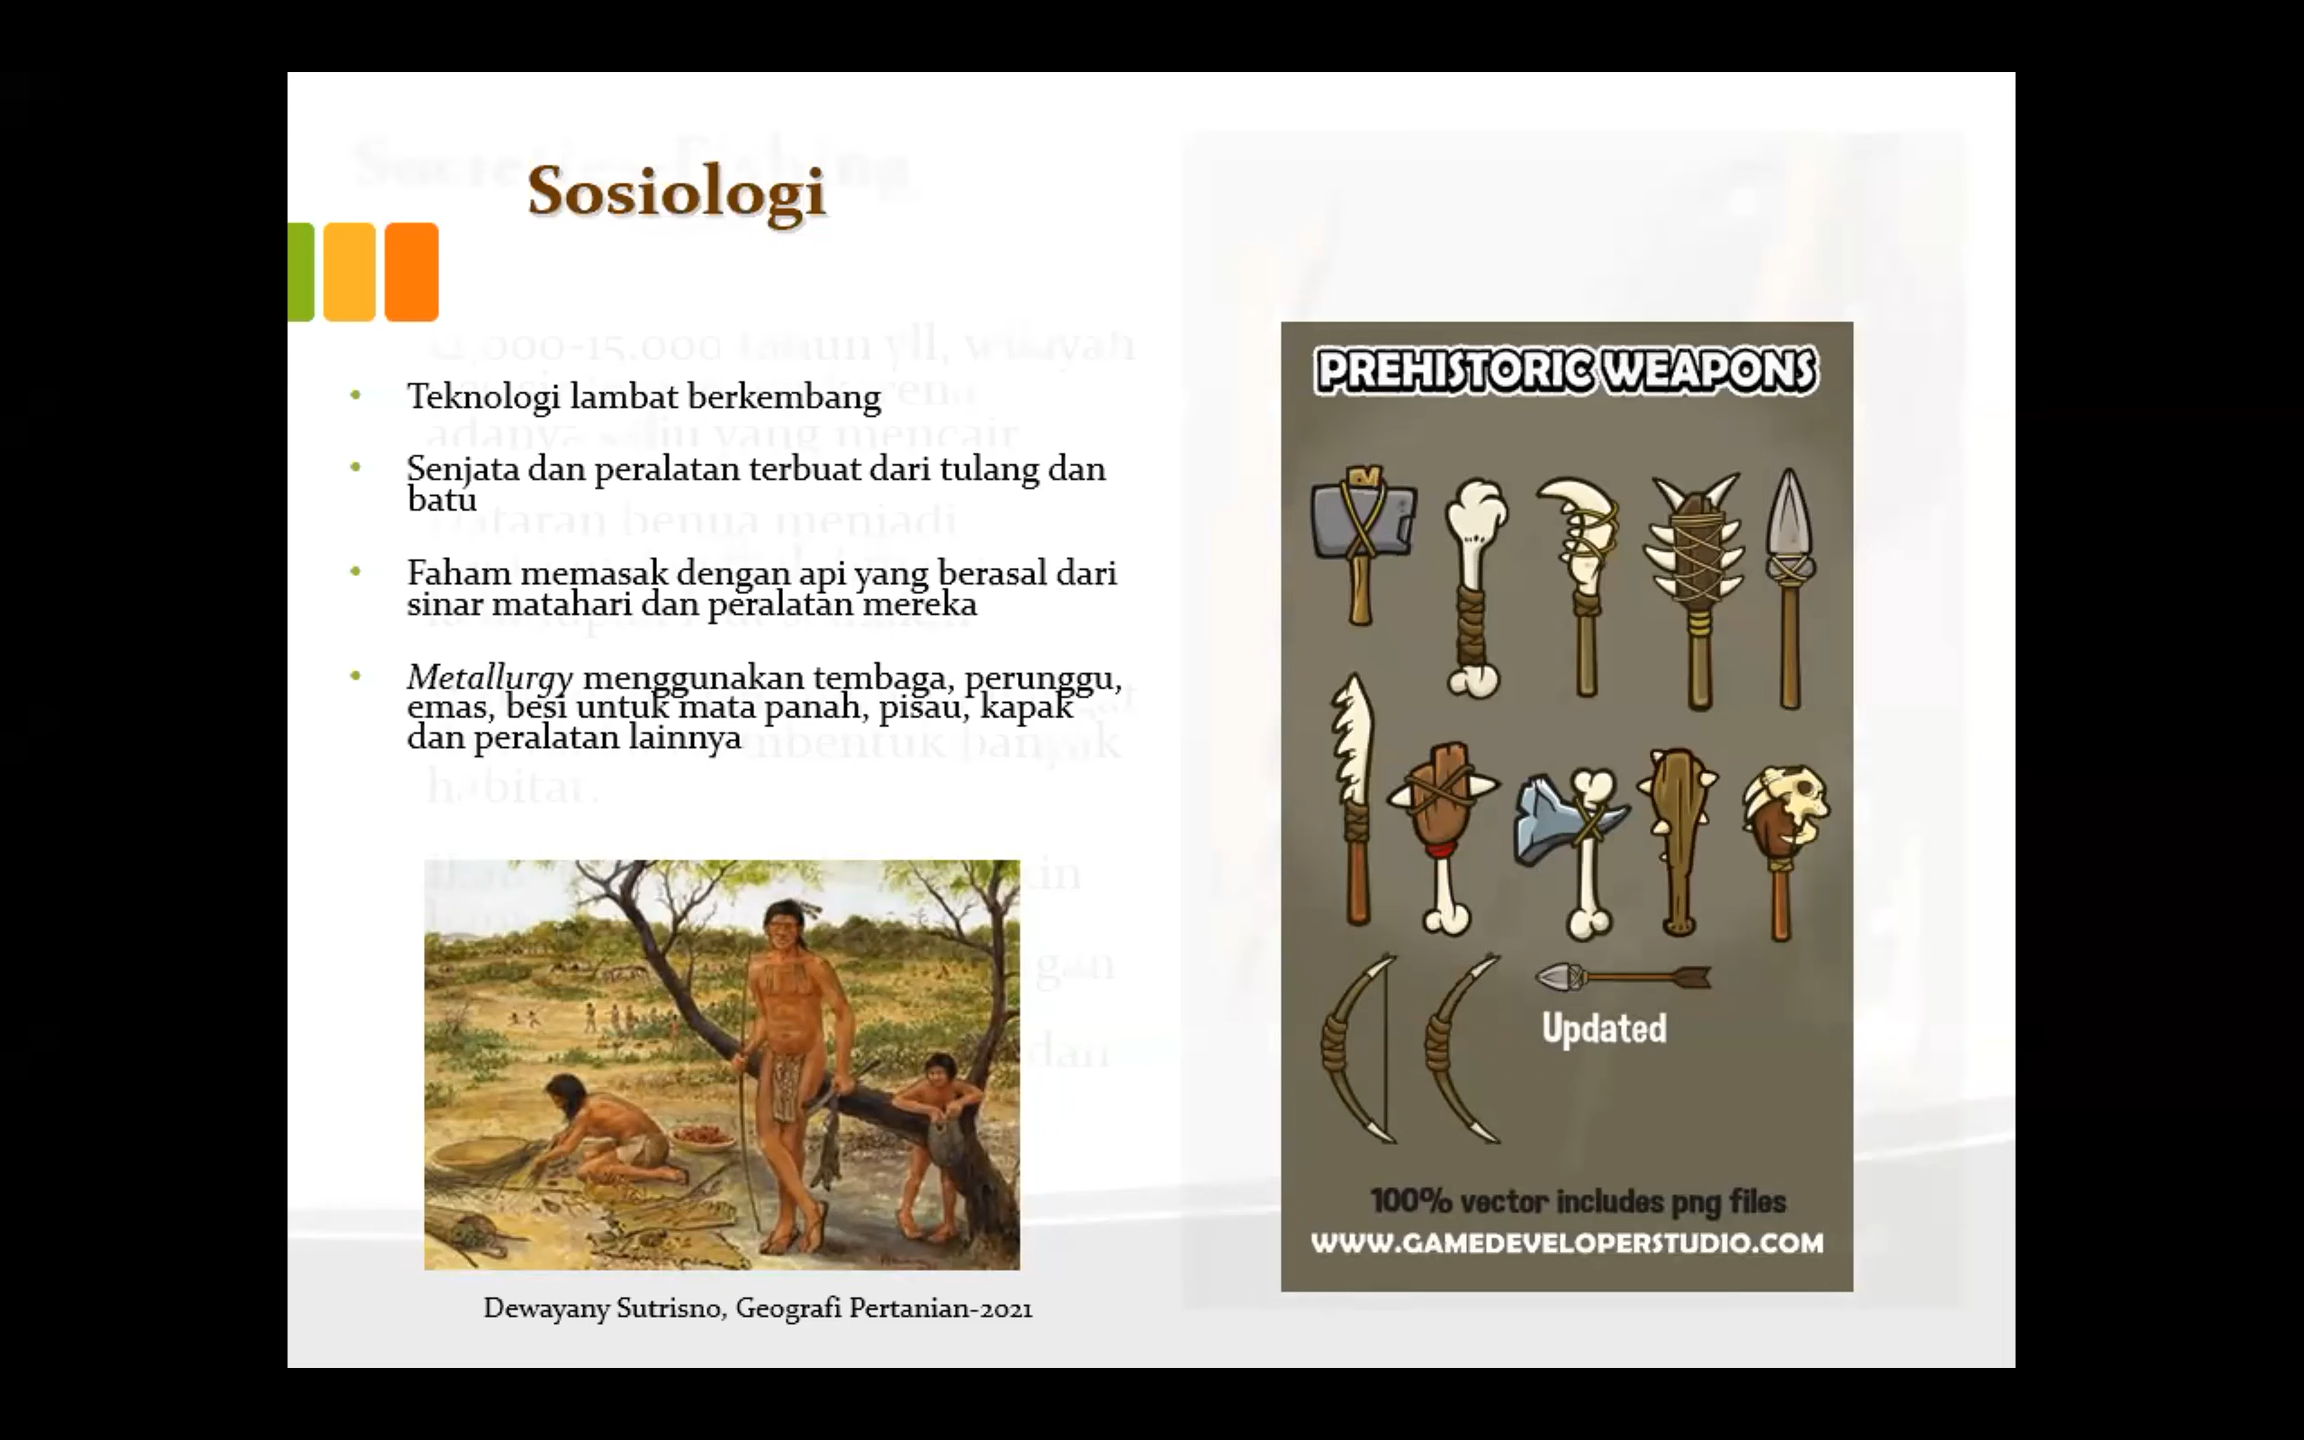 Sosiologi
Teknologi lambat berkembang
Senjata dan peralatan terbuat dari tulang dan
batu
Faham memasak dengan api yang berasal dari
sinar matahari dan peralatan mereka
Metallurgy menggunakan tembaga, perunggu,
emas, besi untuk mata panah, pisau, kapak
dan peralatan lainnya
Dewayany Sutrisno, Geografi Pertanian-2021
PREHISTORIC WEAPONS
Updated
100% vector includes png files
WWW.GAMEDEVELOPERSTUDIO.COM